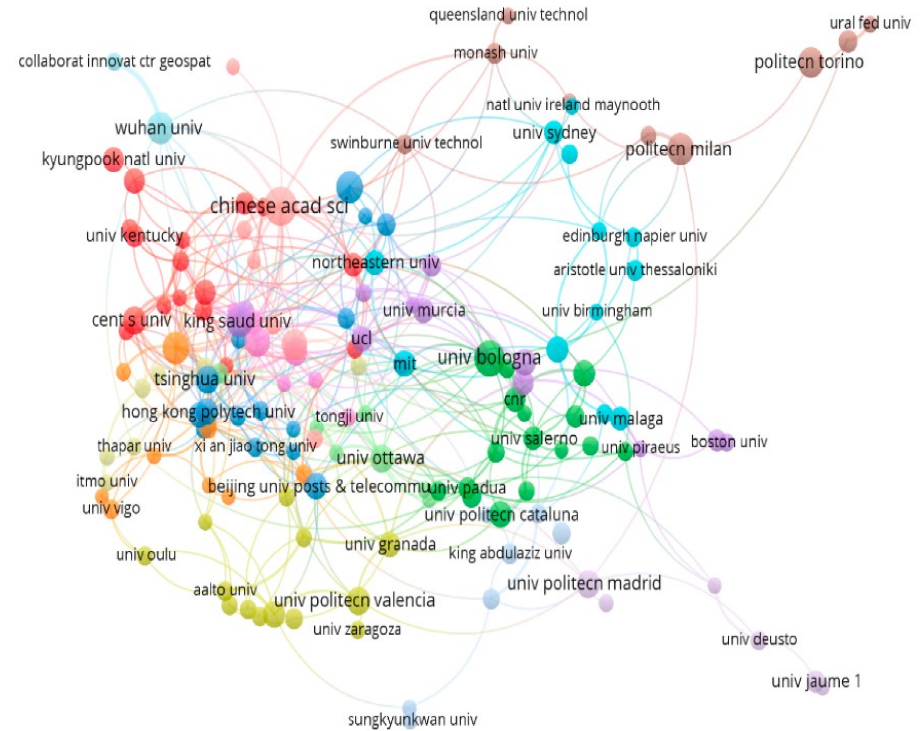 queensland univ technol
ural fed univ
monash univ
collaborat innovat ctr geospat
politecn torino
natl univ ireland maynooth
wuhan univ
univ sydney
swinburne univ technol
politecn milan
kyungpook natl univ
chinese acad sci
univ kentucky
edinburgh napier univ
northeastern univ
aristotle univ thessaloniki
univ murcia
univ birmingham
cent s univ
king saud univ
ucl
univ bologna
mit
tsinghua univ
cnr
hong kong polytech univ
tongji univ
univ malaga
thapar univ
xi an jiao tong univ
univ salerno
univ piraeus
boston univ
univ ottawa
itmo univ
beijing univ posts & telecommu
univ padua
univ vigo
univ politecn cataluna
univ granada
king abdulaziz univ
univ oulu
univ politecn madrid
aalto univ
univ politecn valencia
univ zaragoza
univ deusto
univ jaume 1
sungkyunkwan univ